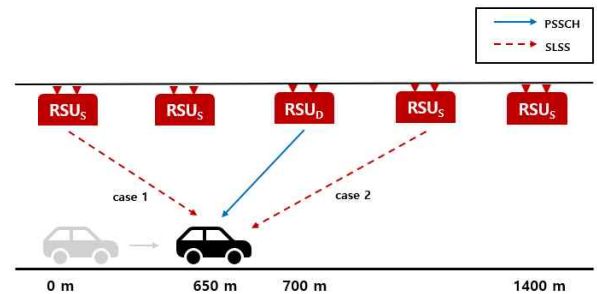 PSSCH
SLSS
RSUS RSUS RSUD RSUS RSUS
case 1
case 2
0 m 650 m 700 m 1400 m